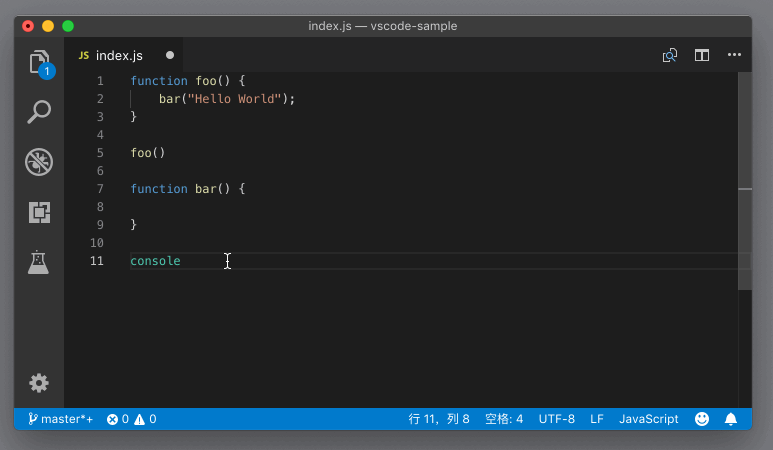 index.js — vscode-sample
JS index.js
1
1 function foo() {
2 bar("Hello World");
3 }
4
5 foo()
6
7 function bar() {
8
9 }
10
11 console
master*+ 0 0 行 11，列 8 空格: 4 UTF-8 LF JavaScript